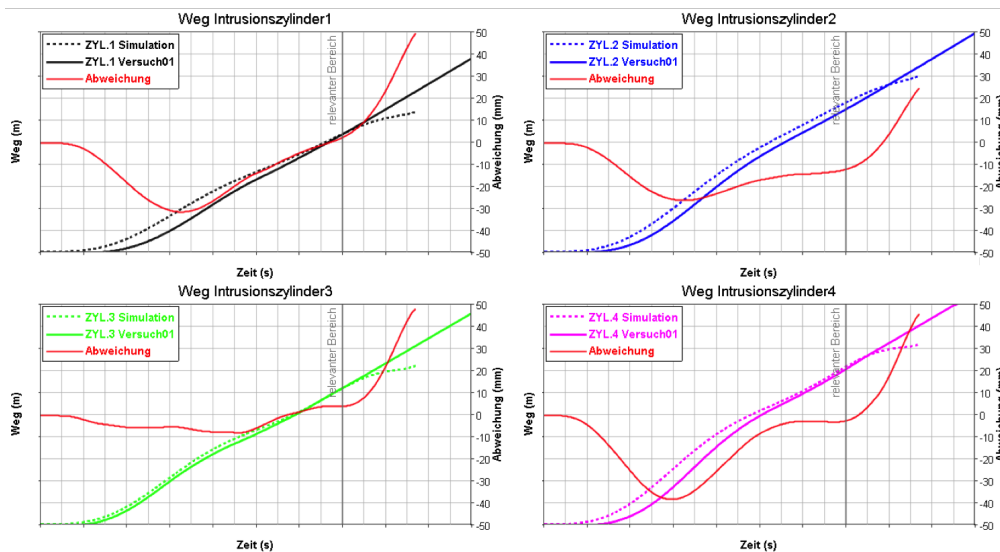 Weg Intrusionszylinder1
ZYL.1 Simulation
ZYL.1 Versuch01
Abweichung
relevanter Bereich
Weg (m)
50
40
30
20
10
0
-10
-20
-30
-40
-50
Abweichung (mm)
Zeit (s)
Weg Intrusionszylinder2
ZYL.2 Simulation
ZYL.2 Versuch01
Abweichung
relevanter Bereich
Weg (m)
50
40
30
20
10
0
-10
-20
-30
-40
-50
Abweichung (mm)
Zeit (s)
Weg Intrusionszylinder3
ZYL.3 Simulation
ZYL.3 Versuch01
Abweichung
relevanter Bereich
Weg (m)
50
40
30
20
10
0
-10
-20
-30
-40
-50
Abweichung (mm)
Zeit (s)
Weg Intrusionszylinder4
ZYL.4 Simulation
ZYL.4 Versuch01
Abweichung
relevanter Bereich
Weg (m)
50
40
30
20
10
0
-10
-20
-30
-40
-50
Abweichung (mm)
Zeit (s)